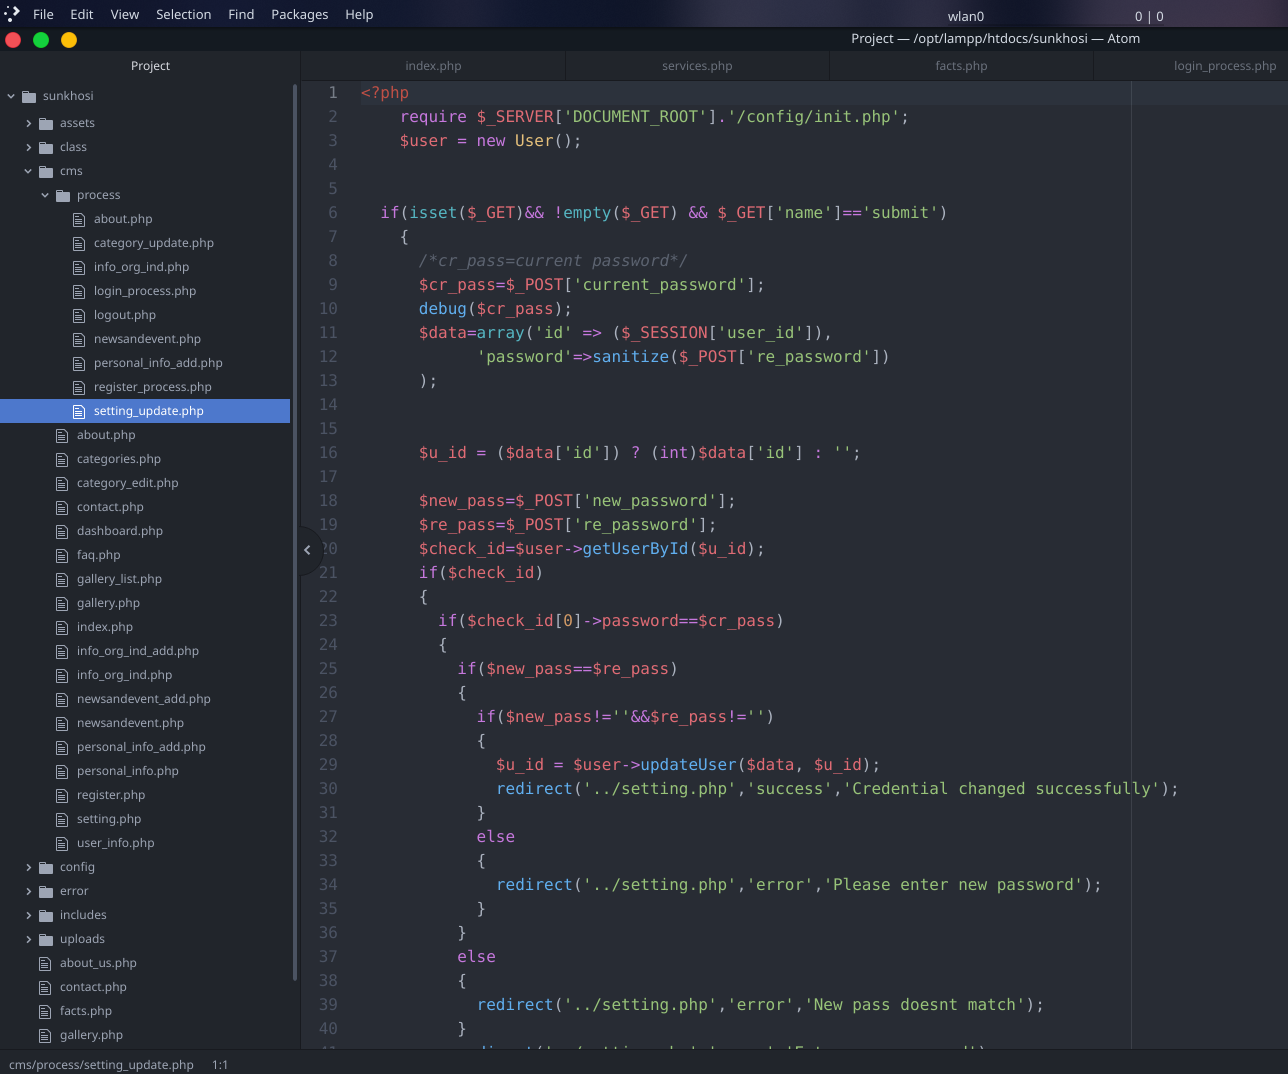 File Edit View Selection Find Packages Help wlan0 0 | 0
Project — /opt/lampp/htdocs/sunkhosi — Atom
Project
index.php services.php facts.php login_process.php
sunkhosi
assets
class
cms
process
about.php
category_update.php
info_org_ind.php
login_process.php
logout.php
newsandevent.php
personal_info_add.php
register_process.php
setting_update.php
about.php
categories.php
category_edit.php
contact.php
dashboard.php
faq.php
gallery_list.php
gallery.php
index.php
info_org_ind_add.php
info_org_ind.php
newsandevent_add.php
newsandevent.php
personal_info_add.php
personal_info.php
register.php
setting.php
user_info.php
config
error
includes
uploads
about_us.php
contact.php
facts.php
gallery.php
1 <?php
2 require $_SERVER['DOCUMENT_ROOT'].'/config/init.php';
3 $user = new User();
4
5
6 if(isset($_GET)&& !empty($_GET) && $_GET['name']=='submit')
7 {
8 /*cr_pass=current password*/
9 $cr_pass=$_POST['current_password'];
10 debug($cr_pass);
11 $data=array('id' => ($_SESSION['user_id']),
12 'password'=>sanitize($_POST['re_password'])
13 );
14
15
16 $u_id = ($data['id']) ? (int)$data['id'] : '';
17
18 $new_pass=$_POST['new_password'];
19 $re_pass=$_POST['re_password'];
20 $check_id=$user->getUserById($u_id);
21 if($check_id)
22 {
23 if($check_id[0]->password==$cr_pass)
24 {
25 if($new_pass==$re_pass)
26 {
27 if($new_pass!=''&&$re_pass!='')
28 {
29 $u_id = $user->updateUser($data, $u_id);
30 redirect('../setting.php','success','Credential changed successfully');
31 }
32 else
33 {
34 redirect('../setting.php','error','Please enter new password');
35 }
36 }
37 else
38 {
39 redirect('../setting.php','error','New pass doesnt match');
40 }
cms/process/setting_update.php 1:1